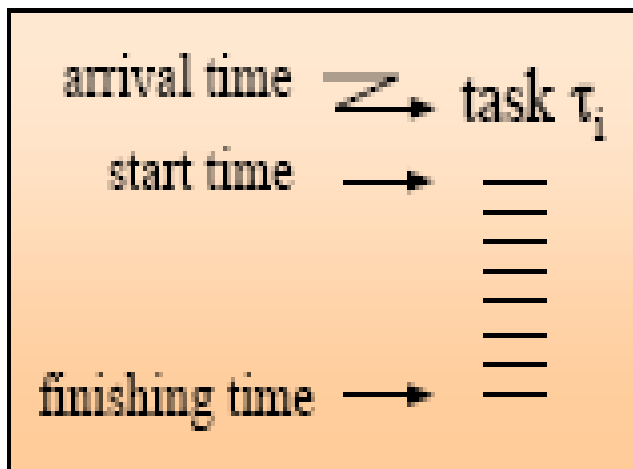 arrival time
task τi
start time
finishing time